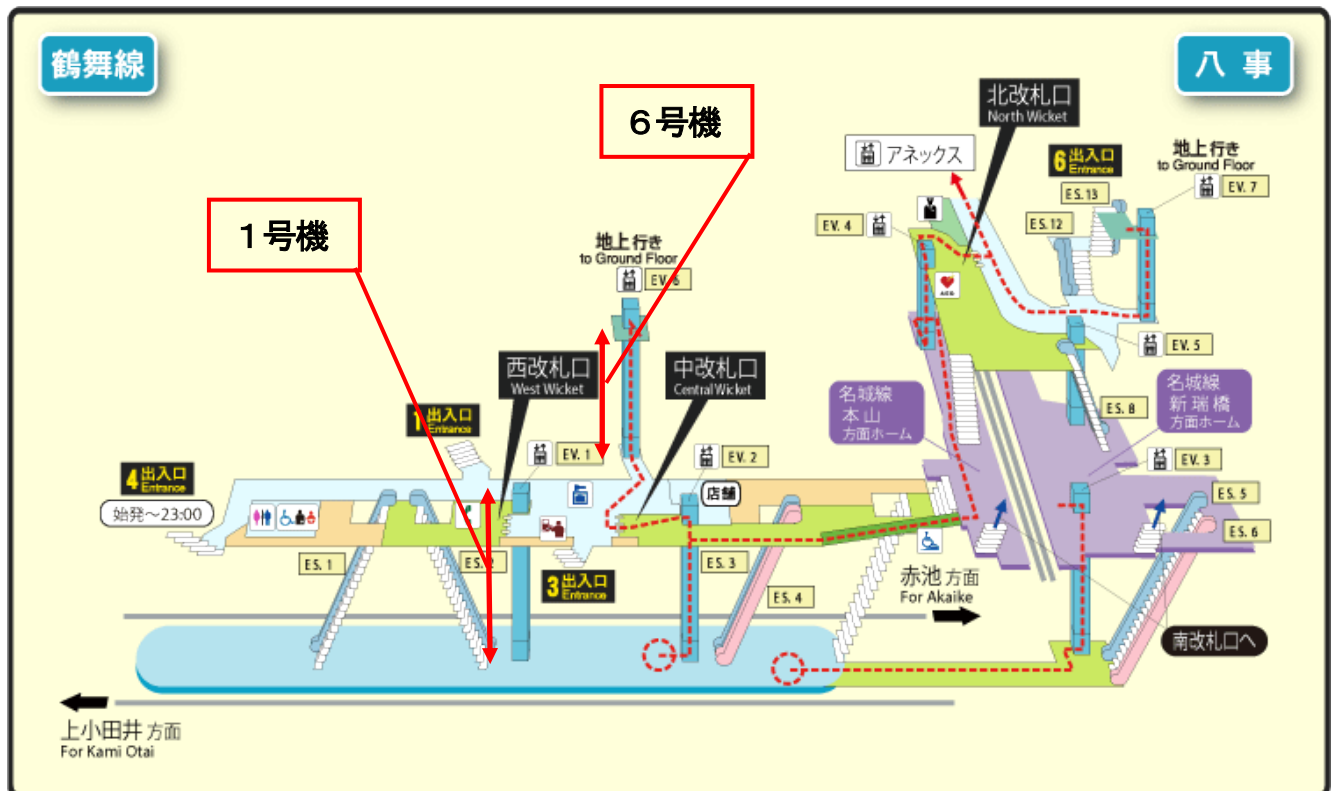 鶴舞線
八事
6号機
1号機
北改札口
North Wicket
アネックス
6 出入口
Entrance
地上行き
to Ground Floor
EV. 7
ES. 13
ES. 12
EV. 4
AED
地上行き
to Ground Floor
EV. 6
EV. 5
西改札口
West Wicket
中改札口
Central Wicket
名城線
本山
方面ホーム
名城線
新瑞橋
方面ホーム
ES. 8
1 出入口
Entrance
EV. 1
EV. 2
EV. 3
4 出入口
Entrance
始発～23:00
店舗
ES. 5
ES. 6
ES. 1
ES. 2
ES. 3
ES. 4
3 出入口
Entrance
赤池 方面
For Akaike
南改札口へ
上小田井 方面
For Kami Otai